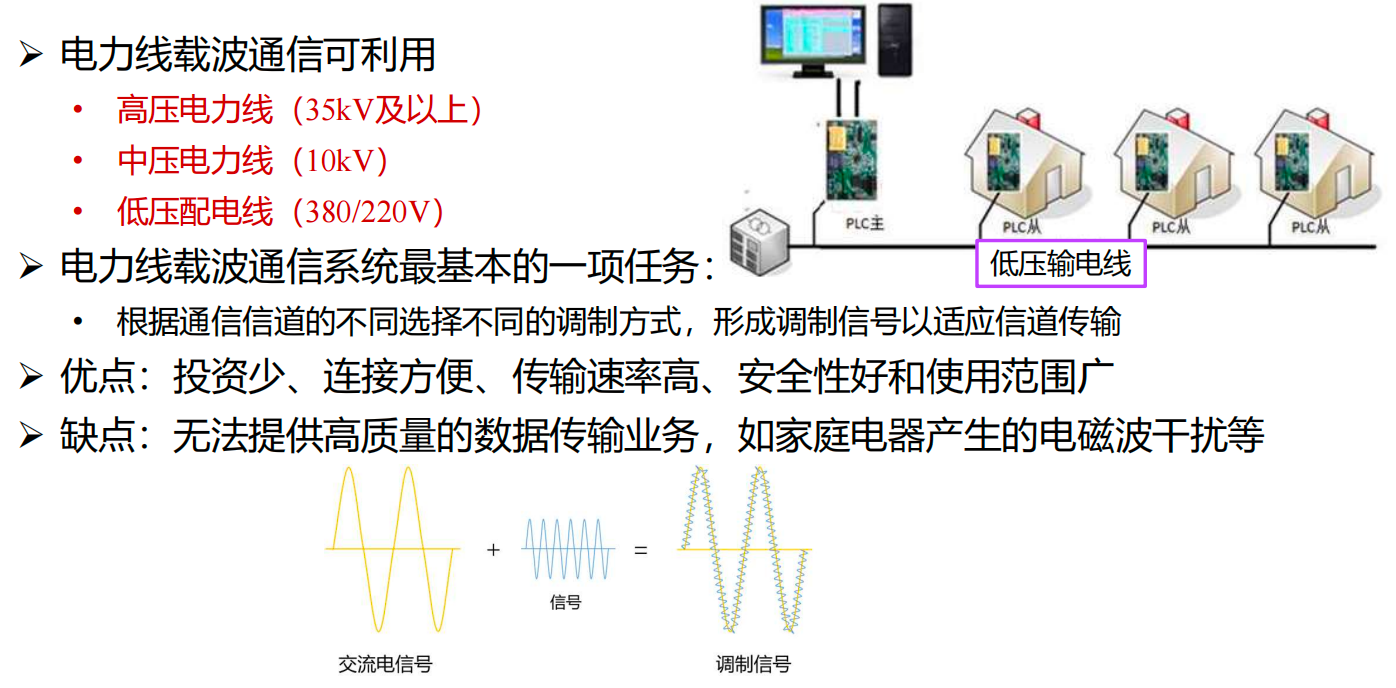 电力线载波通信可利用
高压电力线（35kV及以上）
中压电力线（10kV）
低压配电线（380/220V）
PLC主
PLC从
PLC从
PLC从
低压输电线
电力线载波通信系统最基本的一项任务：
根据通信信道的不同选择不同的调制方式，形成调制信号以适应信道传输
优点：投资少、连接方便、传输速率高、安全性好和使用范围广
缺点：无法提供高质量的数据传输业务，如家庭电器产生的电磁波干扰等
+
=
信号
交流电信号
调制信号